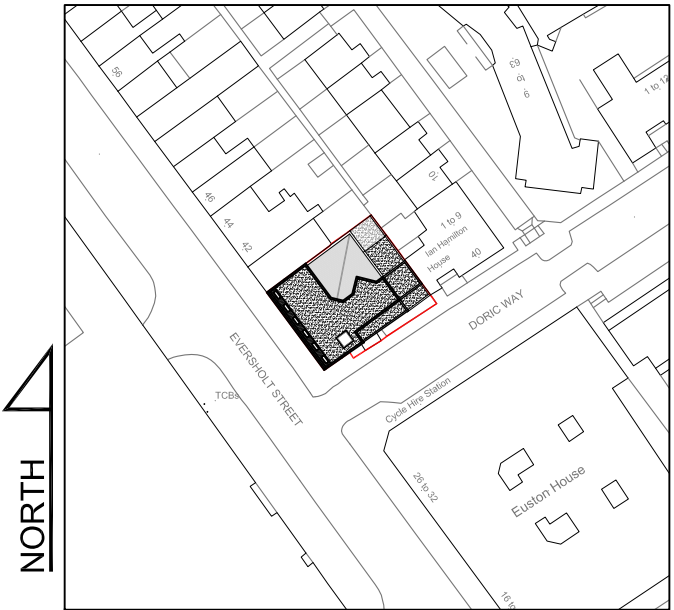 56
63
to
9
1 to 12
46
44
42
10
1 to 9
Ian Hamilton
House
40
DORIC WAY
EVERSHOLT STREET
TCBs
Cycle Hire Station
26 to 32
Euston House
NORTH